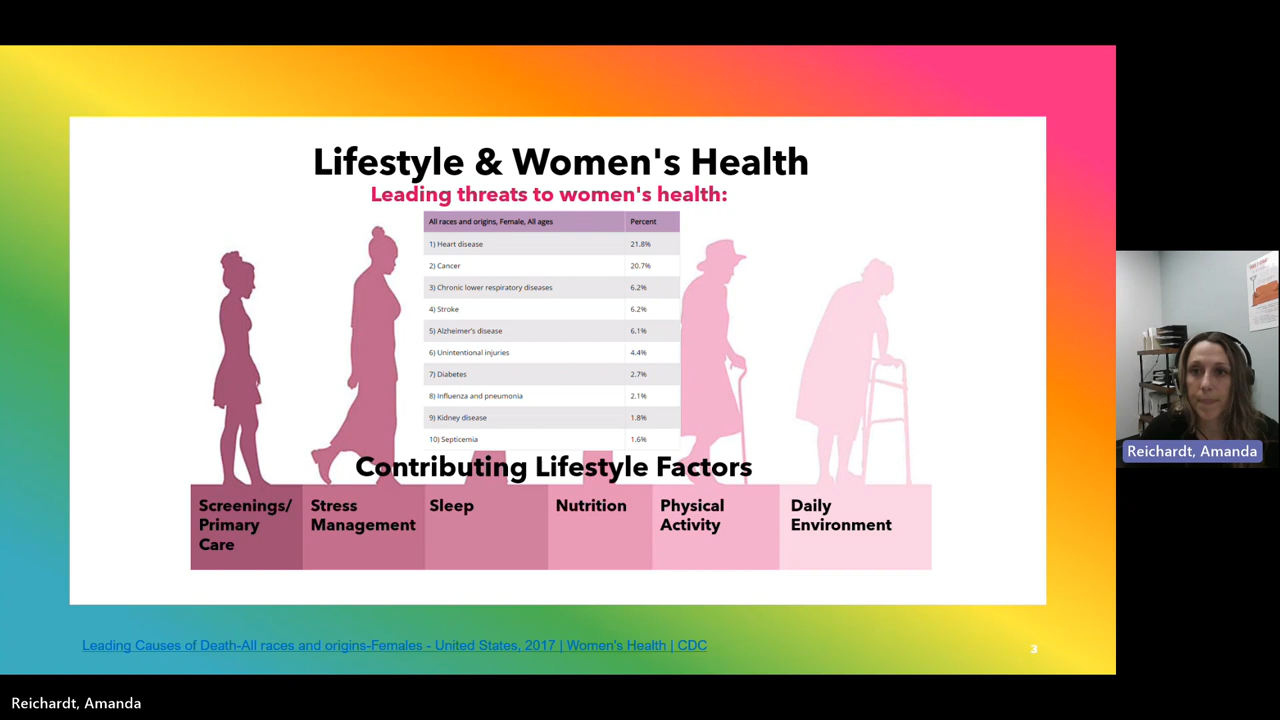 Lifestyle & Women's Health
Leading threats to women's health:
All races and origins, Female, All ages Percent
1) Heart disease 21.8%
2) Cancer 20.7%
3) Chronic lower respiratory diseases 6.2%
4) Stroke 6.2%
5) Alzheimer's disease 6.1%
6) Unintentional injuries 4.4%
7) Diabetes 2.7%
8) Influenza and pneumonia 2.1%
9) Kidney disease 1.8%
10) Septicemia 1.6%
Contributing Lifestyle Factors
Screenings/
Primary
Care
Stress
Management
Sleep
Nutrition
Physical
Activity
Daily
Environment
Leading Causes of Death-All races and origins-Females - United States, 2017 | Women's Health | CDC
3
Reichardt, Amanda
Reichardt, Amanda